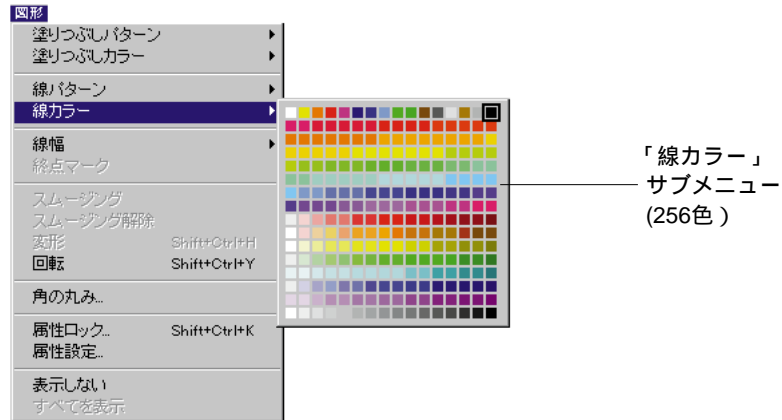 図形
塗りつぶしパターン
塗りつぶしカラー
線パターン
線カラー
線幅
終点マーク
スムージング
スムージング解除
変形 Shift+Ctrl+H
回転 Shift+Ctrl+Y
角の丸み...
属性ロック... Shift+Ctrl+K
属性設定...
表示しない
すべてを表示
「線カラー」
サブメニュー
(256色)